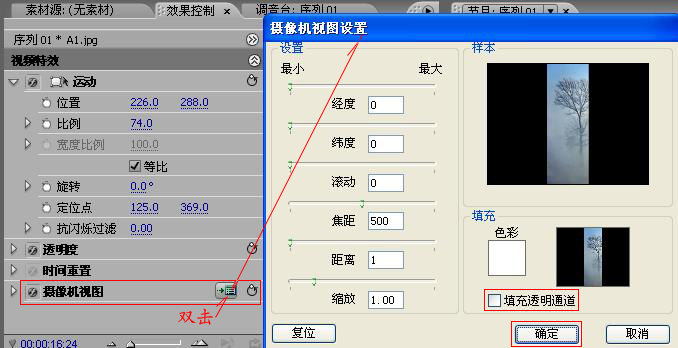 素材源: (无素材) 效果控制 × 调音台: 序列 01 节目: 序列 01
序列 01 * A1.jpg
视频特效
运动
位置 226.0 288.0
比例 74.0
宽度比例 100.0
等比
旋转 0.0°
定位点 125.0 369.0
抗闪烁过滤 0.00
透明度
时间重置
摄像机视图
双击
00:00:16:24
摄像机视图设置
设置
最小 最大
经度 0
纬度 0
滚动 0
焦距 500
距离 1
缩放 1.00
复位
样本
填充
色彩
填充透明通道
确定 取消